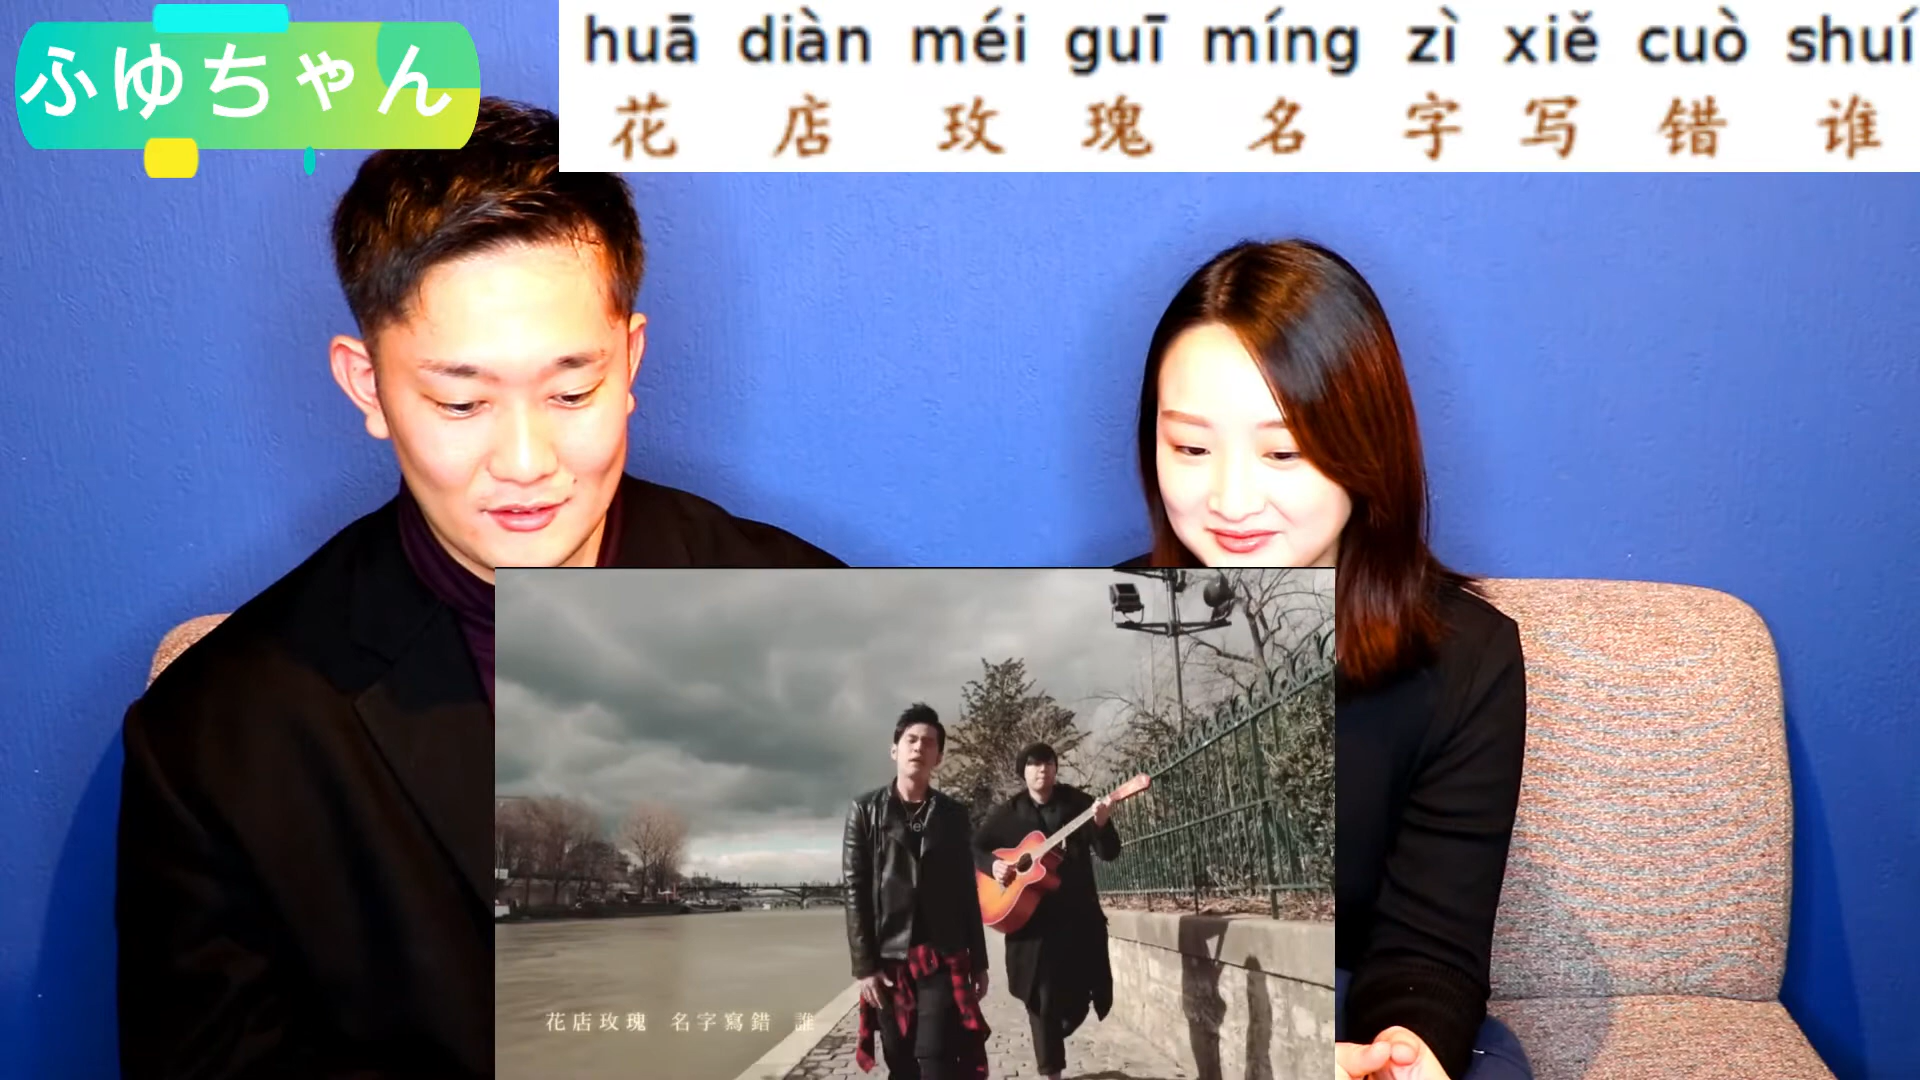 ふゆちゃん
huā diàn méi guī míng zì xiě cuò shuí
花 店 玫 瑰 名 字 写 错 谁
花店玫瑰 名字寫錯 誰